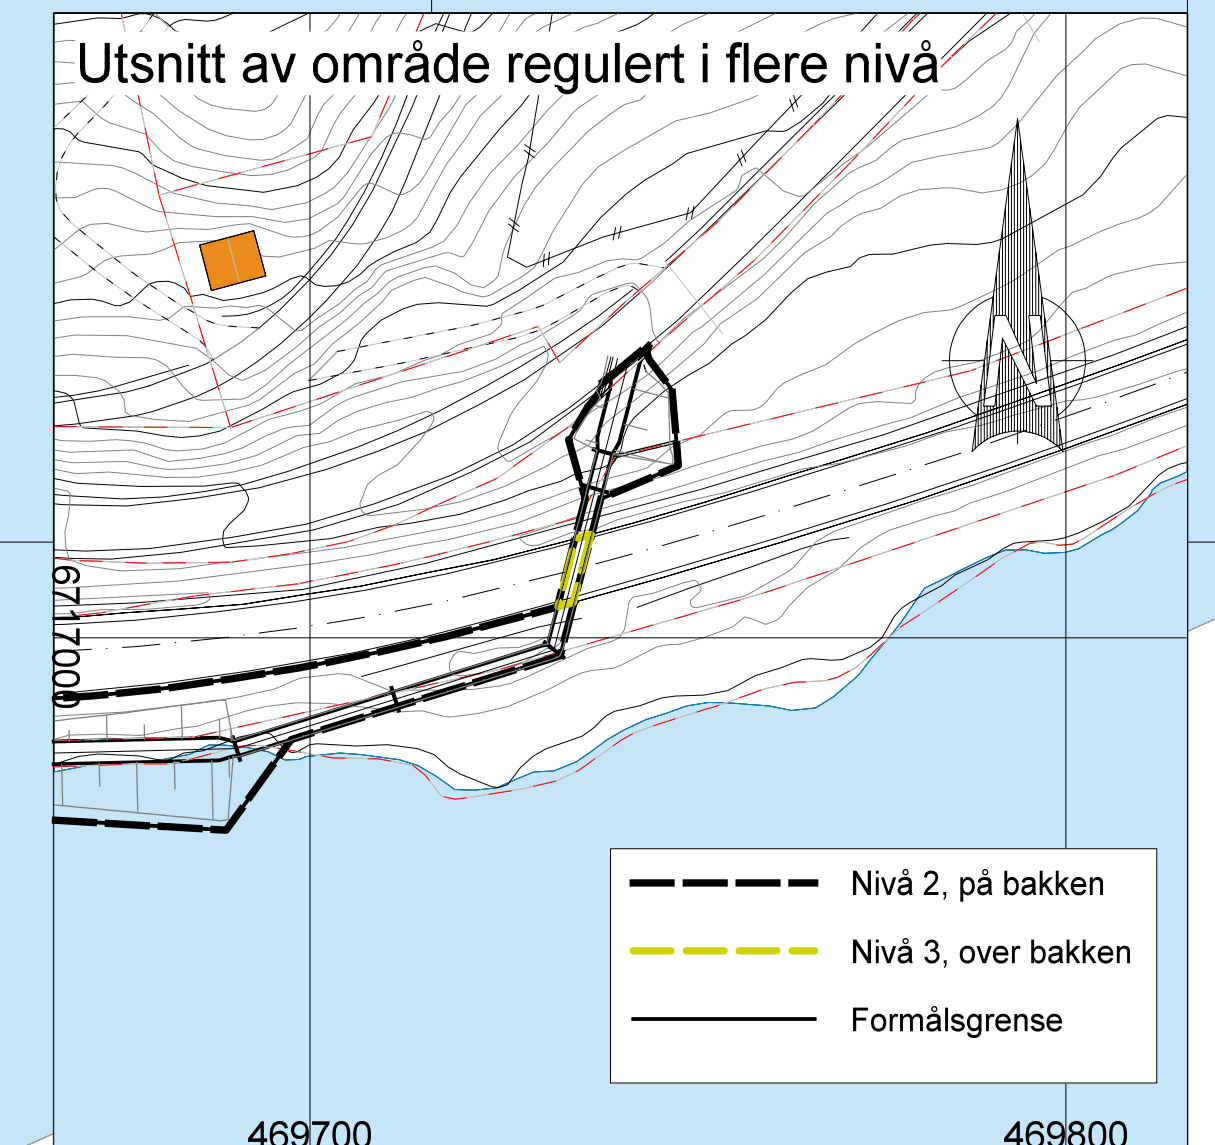 Utsnitt av område regulert i flere nivå
N
6717000
Nivå 2, på bakken
Nivå 3, over bakken
Formålsgrense
469700
469800